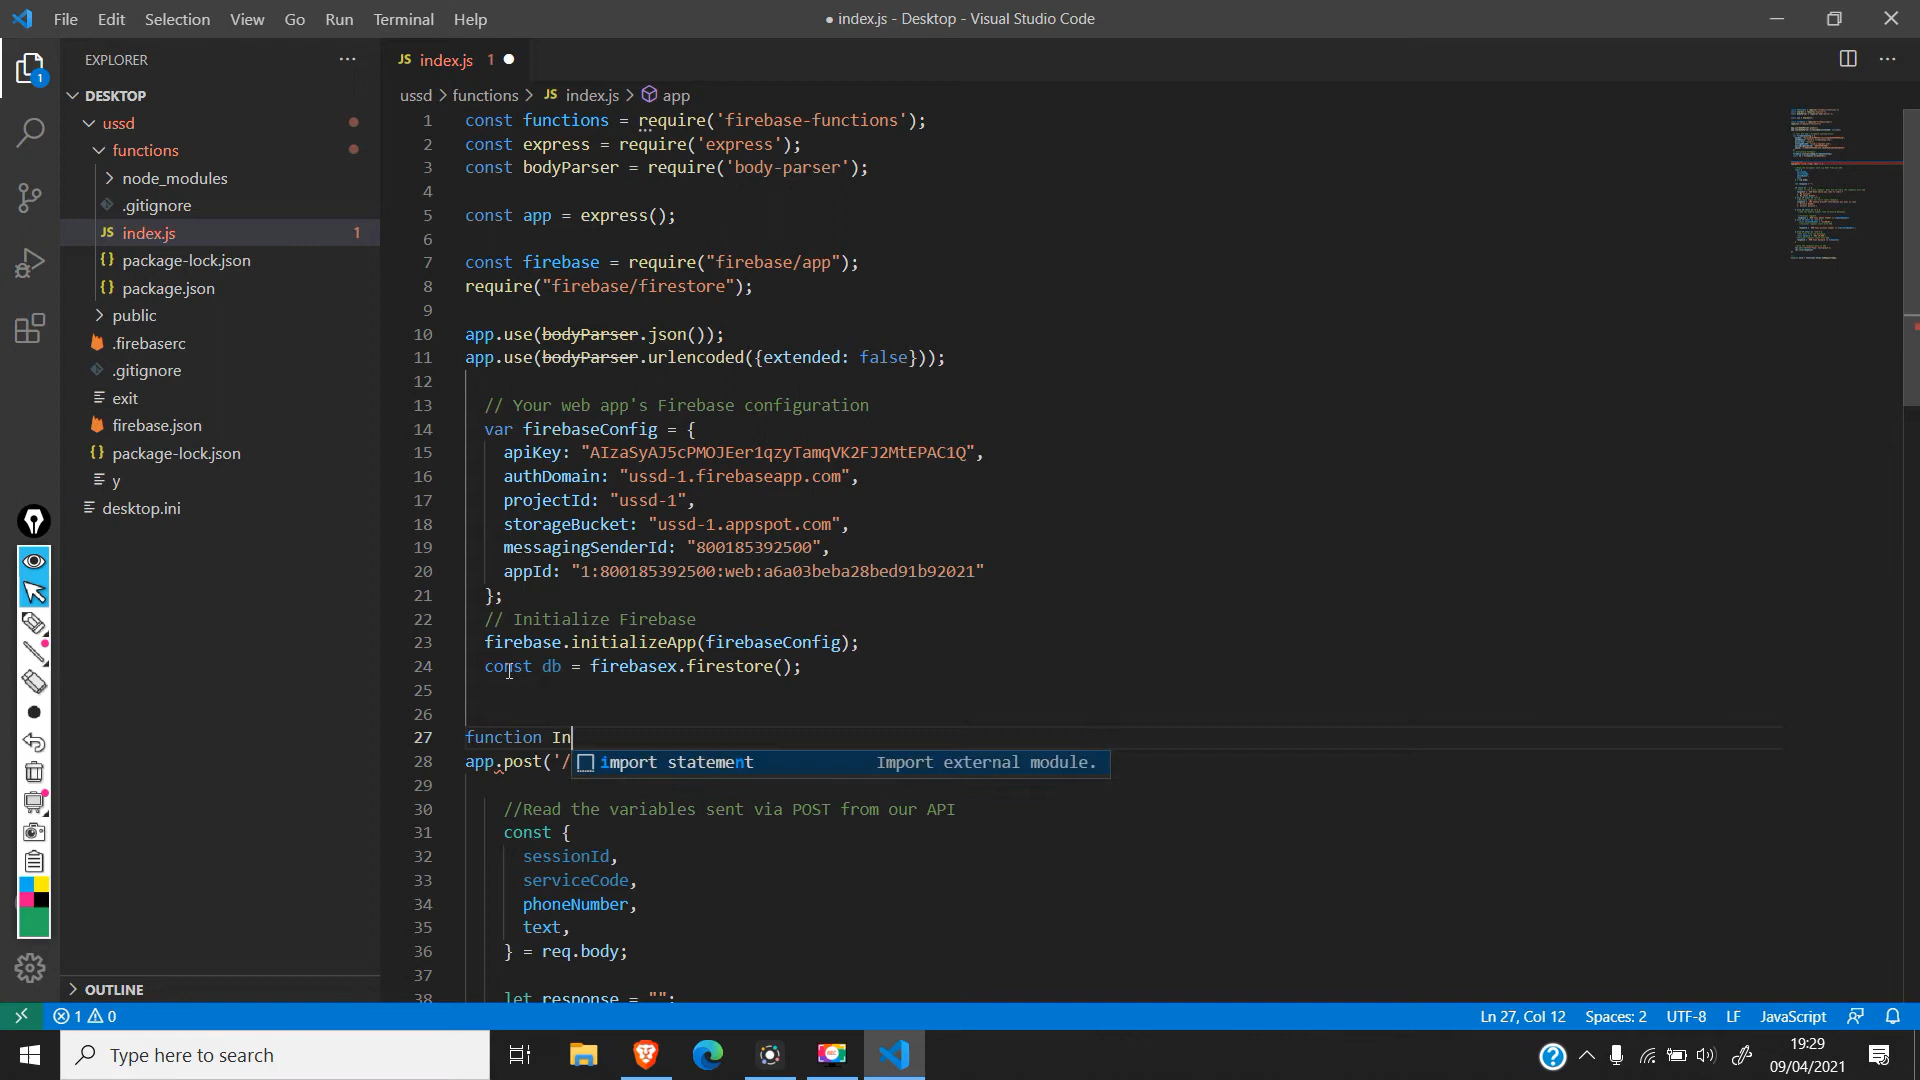 File Edit Selection View Go Run Terminal Help
● index.js - Desktop - Visual Studio Code
EXPLORER
DESKTOP
ussd
functions
node_modules
.gitignore
JS index.js 1
{} package-lock.json
{} package.json
public
.firebaserc
.gitignore
exit
firebase.json
{} package-lock.json
y
desktop.ini
OUTLINE
1
JS index.js 1 ●
ussd > functions > JS index.js > app
1 const functions = require('firebase-functions');
2 const express = require('express');
3 const bodyParser = require('body-parser');
4
5 const app = express();
6
7 const firebase = require("firebase/app");
8 require("firebase/firestore");
9
10 app.use(bodyParser.json());
11 app.use(bodyParser.urlencoded({extended: false}));
12
13 // Your web app's Firebase configuration
14 var firebaseConfig = {
15 apiKey: "AIzaSyAJ5cPMOJEer1qzyTamqVK2FJ2MtEPAC1Q",
16 authDomain: "ussd-1.firebaseapp.com",
17 projectId: "ussd-1",
18 storageBucket: "ussd-1.appspot.com",
19 messagingSenderId: "800185392500",
20 appId: "1:800185392500:web:a6a03beba28bed91b92021"
21 };
22 // Initialize Firebase
23 firebase.initializeApp(firebaseConfig);
24 const db = firebasex.firestore();
25
26
27 function In
28 app.post('/
import statement Import external module.
29
30 //Read the variables sent via POST from our API
31 const {
32 sessionId,
33 serviceCode,
34 phoneNumber,
35 text,
36 } = req.body;
37
38 let response = "";
1 0
Ln 27, Col 12 Spaces: 2 UTF-8 LF JavaScript
Type here to search
REC
19:29
09/04/2021